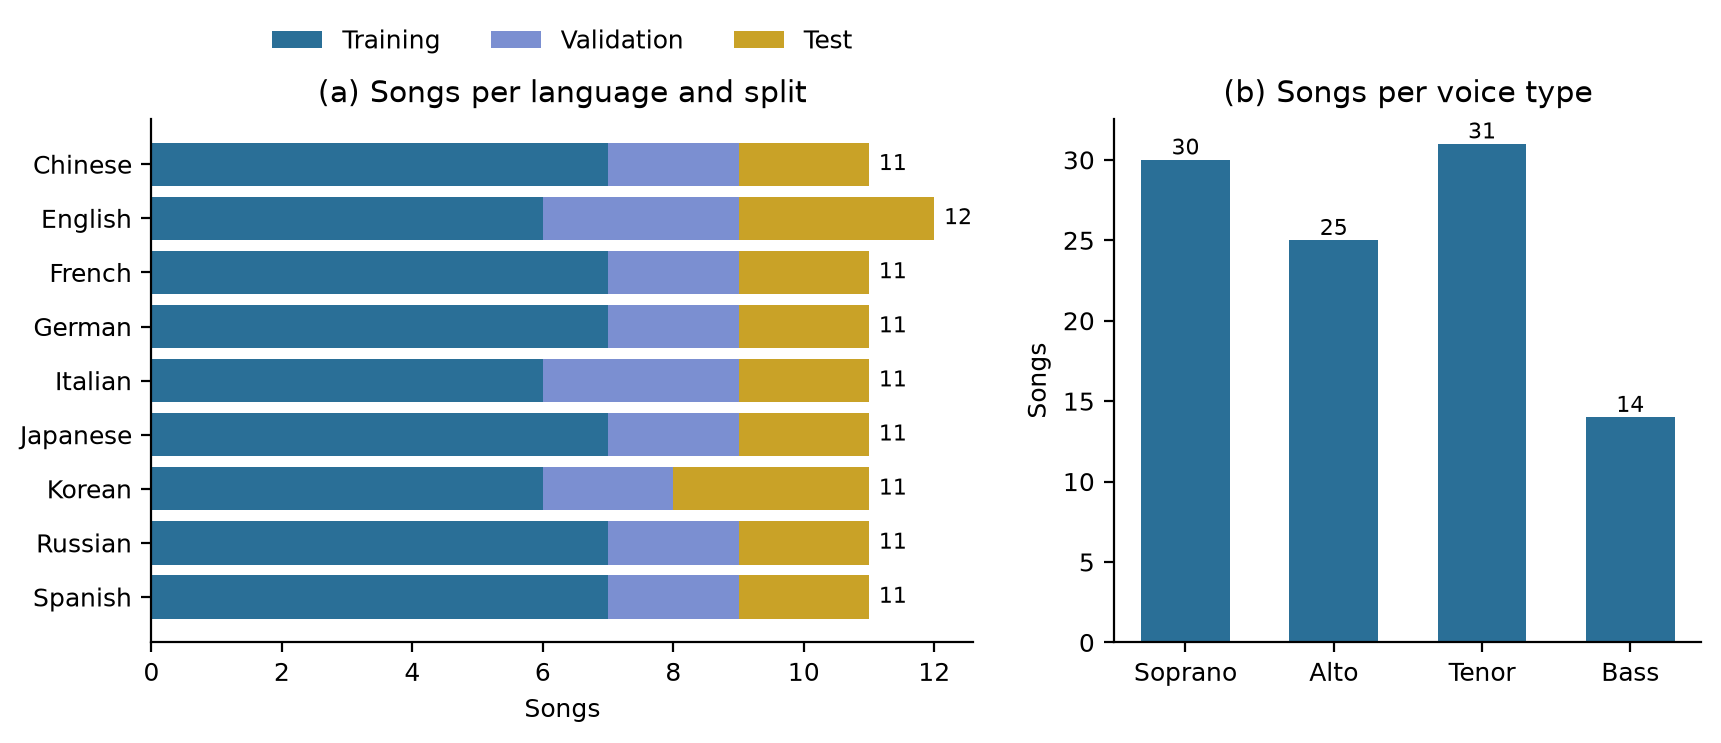 Training Validation Test
(a) Songs per language and split
Chinese 11
English 12
French 11
German 11
Italian 11
Japanese 11
Korean 11
Russian 11
Spanish 11
0 2 4 6 8 10 12
Songs
(b) Songs per voice type
30 25 31 14
30
25
20
15
10
5
0
Songs
Soprano Alto Tenor Bass